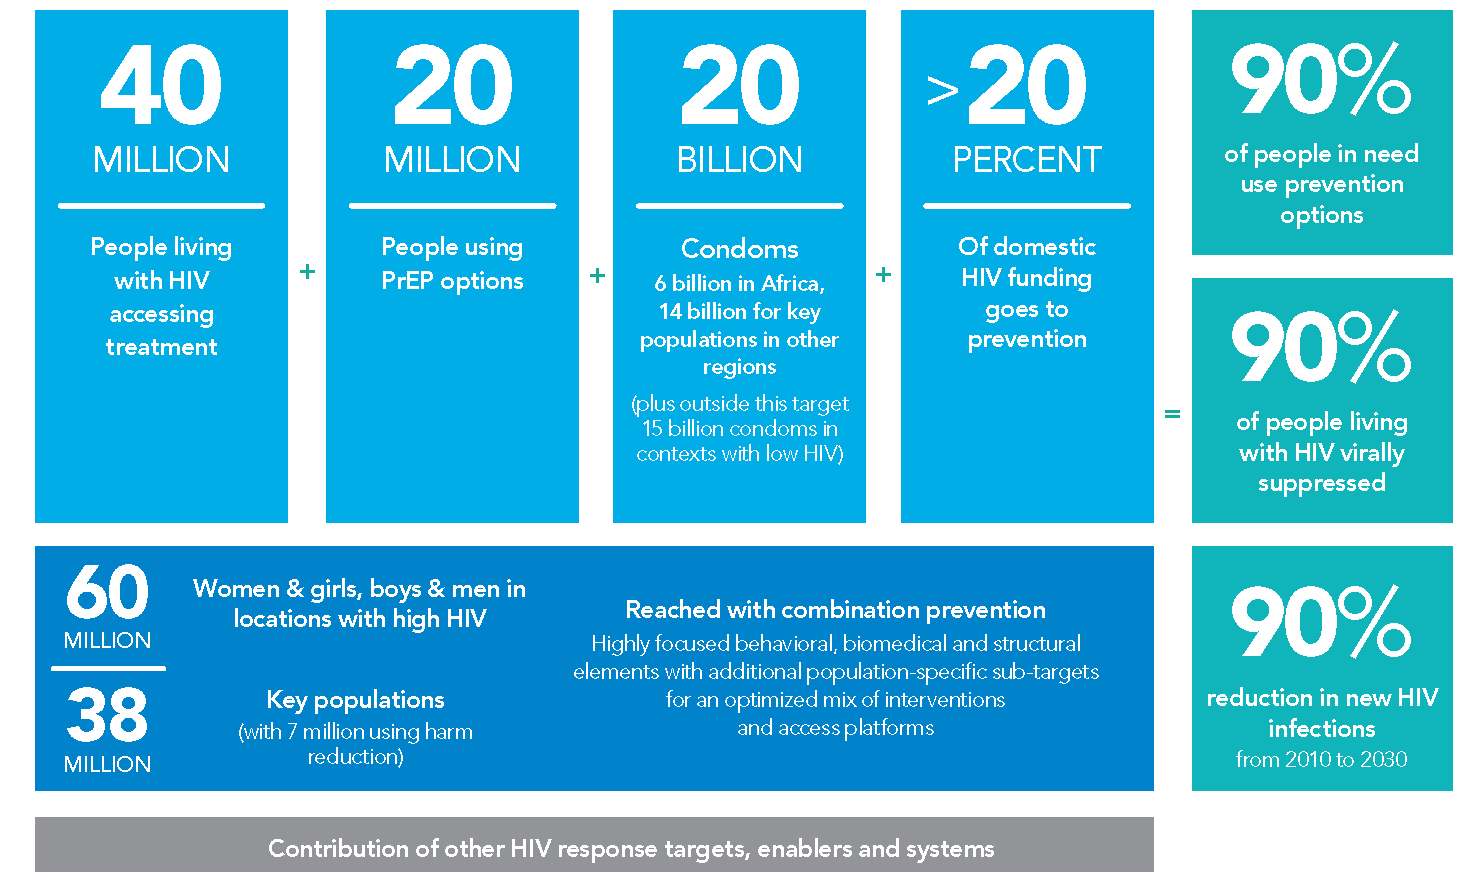 40
MILLION
People living
with HIV
accessing
treatment
+
20
MILLION
People using
PrEP options
+
20
BILLION
Condoms
6 billion in Africa,
14 billion for key
populations in other
regions
(plus outside this target
15 billion condoms in
contexts with low HIV)
+
>20
PERCENT
Of domestic
HIV funding
goes to
prevention
=
90%
of people in need
use prevention
options
90%
of people living
with HIV virally
suppressed
60
MILLION
Women & girls, boys & men in
locations with high HIV
38
MILLION
Key populations
(with 7 million using harm
reduction)
Reached with combination prevention
Highly focused behavioral, biomedical and structural
elements with additional population-specific sub-targets
for an optimized mix of interventions
and access platforms
90%
reduction in new HIV
infections
from 2010 to 2030
Contribution of other HIV response targets, enablers and systems